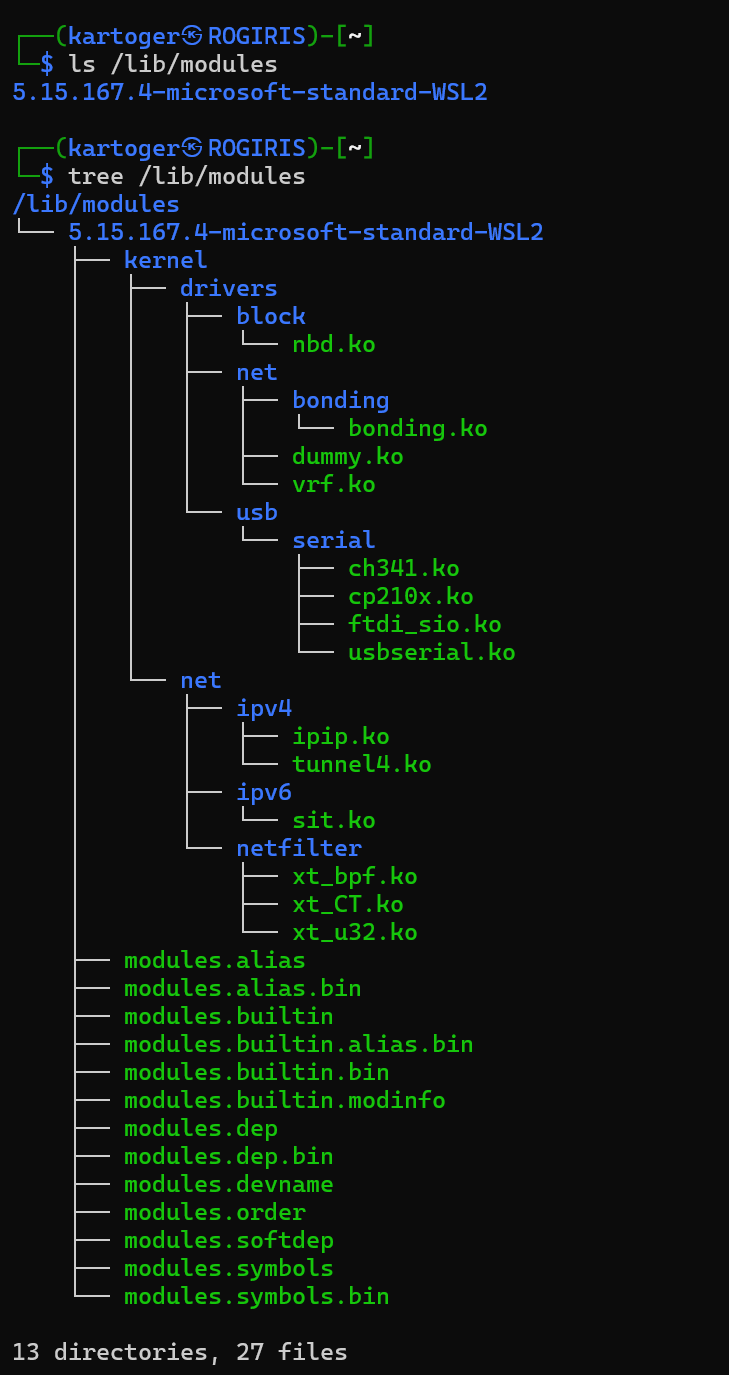 ┌──(kartoger㉿ROGIRIS)-[~]
└─$ ls /lib/modules
5.15.167.4-microsoft-standard-WSL2

┌──(kartoger㉿ROGIRIS)-[~]
└─$ tree /lib/modules
/lib/modules
└── 5.15.167.4-microsoft-standard-WSL2
    ├── kernel
    │   ├── drivers
    │   │   ├── block
    │   │   │   └── nbd.ko
    │   │   ├── net
    │   │   │   ├── bonding
    │   │   │   │   └── bonding.ko
    │   │   │   ├── dummy.ko
    │   │   │   └── vrf.ko
    │   │   └── usb
    │   │       └── serial
    │   │           ├── ch341.ko
    │   │           ├── cp210x.ko
    │   │           ├── ftdi_sio.ko
    │   │           └── usbserial.ko
    │   └── net
    │       ├── ipv4
    │       │   ├── ipip.ko
    │       │   └── tunnel4.ko
    │       ├── ipv6
    │       │   └── sit.ko
    │       └── netfilter
    │           ├── xt_bpf.ko
    │           ├── xt_CT.ko
    │           └── xt_u32.ko
    ├── modules.alias
    ├── modules.alias.bin
    ├── modules.builtin
    ├── modules.builtin.alias.bin
    ├── modules.builtin.bin
    ├── modules.builtin.modinfo
    ├── modules.dep
    ├── modules.dep.bin
    ├── modules.devname
    ├── modules.order
    ├── modules.softdep
    ├── modules.symbols
    └── modules.symbols.bin

13 directories, 27 files